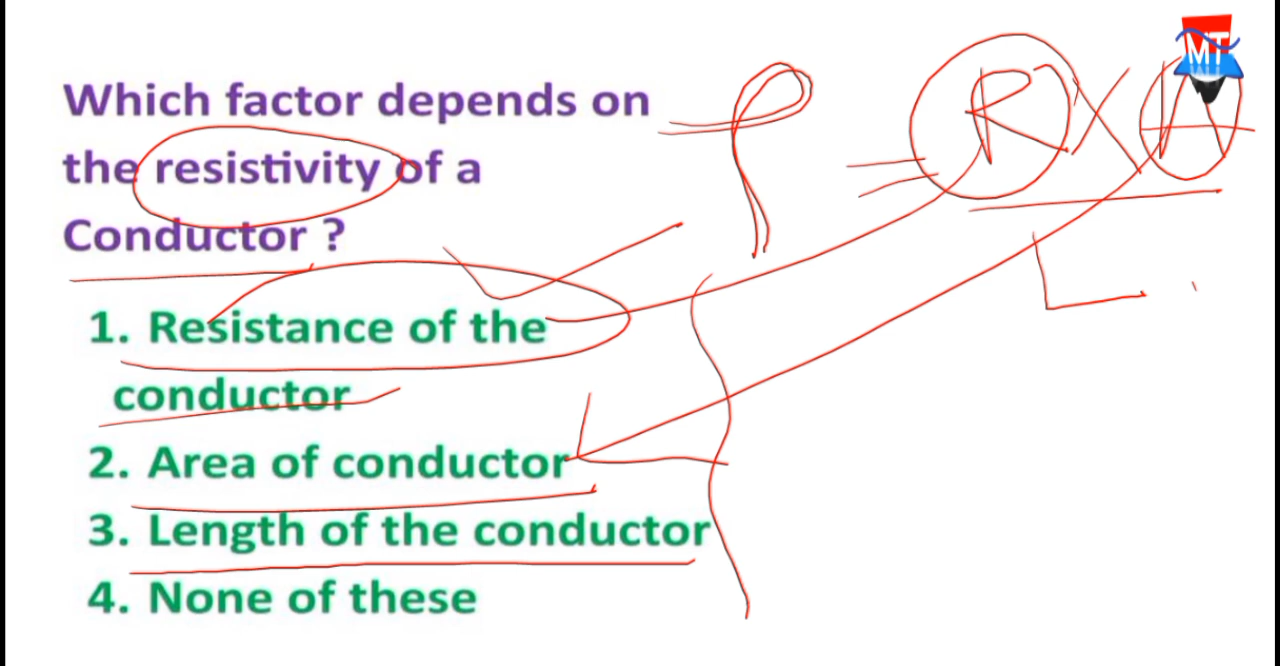 Which factor depends on
the resistivity of a
Conductor ?
1. Resistance of the
conductor
2. Area of conductor
3. Length of the conductor
4. None of these
ρ = R X A
L
MT